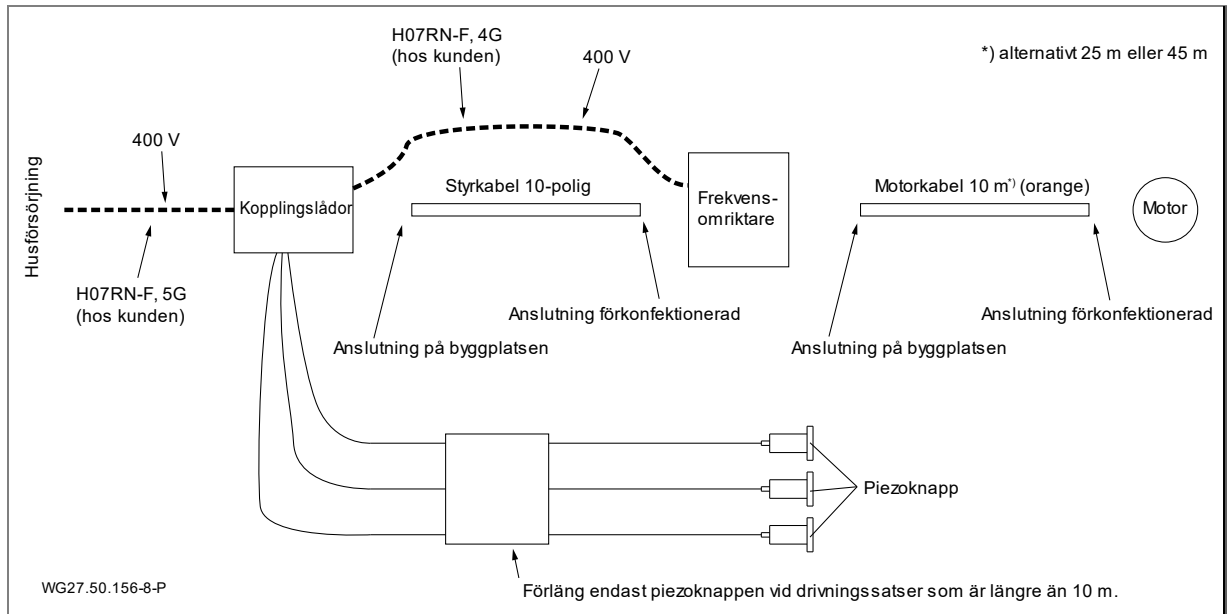 H07RN-F, 4G
(hos kunden)
400 V
*) alternativt 25 m eller 45 m
400 V
Husförsörjning
Kopplingslådor
Styrkabel 10-polig
Frekvens-
omriktare
Motorkabel 10 m*) (orange)
Motor
H07RN-F, 5G
(hos kunden)
Anslutning förkonfektionerad
Anslutning förkonfektionerad
Anslutning på byggplatsen
Anslutning på byggplatsen
Piezoknapp
WG27.50.156-8-P
Förläng endast piezoknappen vid drivningssatser som är längre än 10 m.